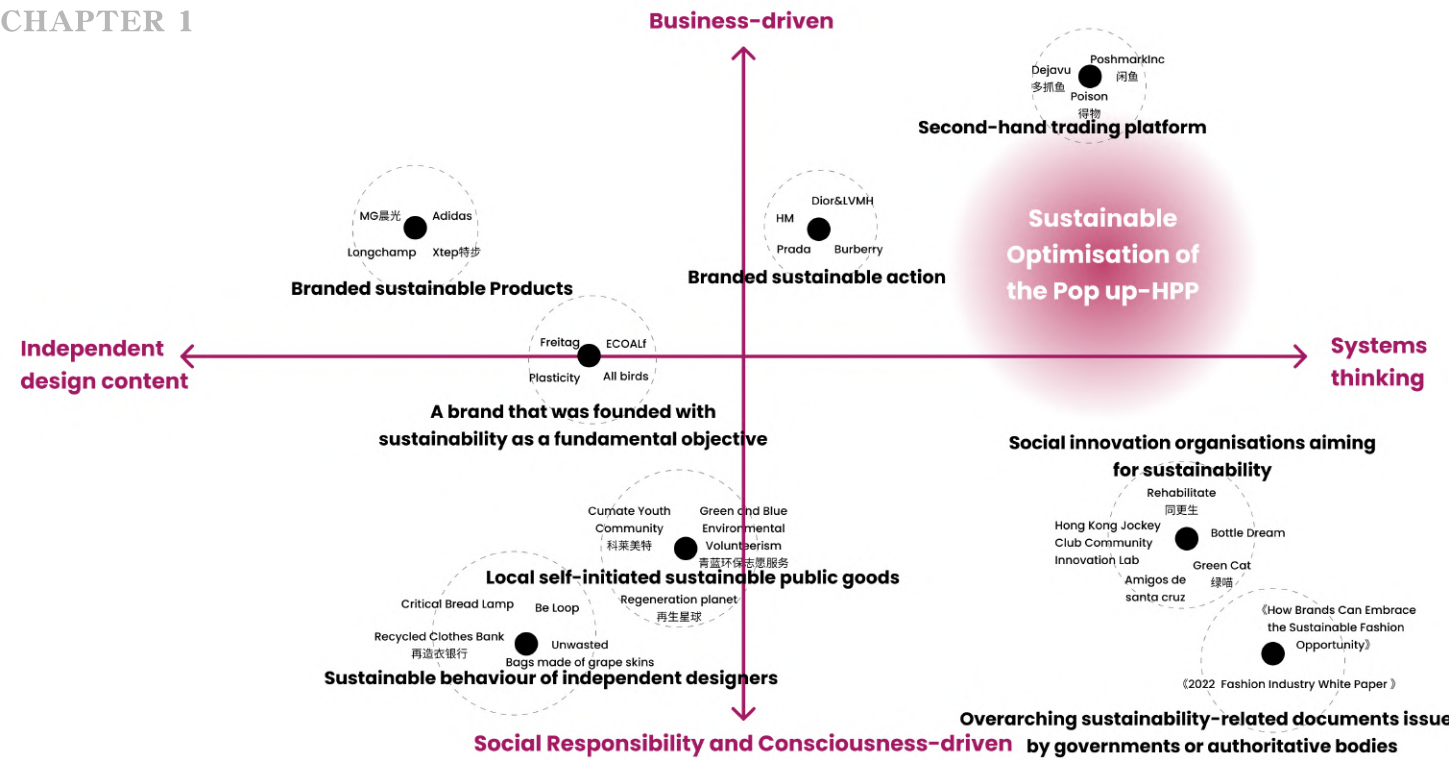 CHAPTER 1
Business-driven
PoshmarkInc
Dejavu
闲鱼
多抓鱼
Poison
得物
Second-hand trading platform
MG晨光
Adidas
Longchamp
Xtep特步
Branded sustainable Products
Dior&LVMH
HM
Prada
Burberry
Branded sustainable action
Sustainable
Optimisation of
the Pop up-HPP
Independent
design content
Systems
thinking
Freitag
ECOALf
Plasticity
All birds
A brand that was founded with
sustainability as a fundamental objective
Social innovation organisations aiming
for sustainability
Rehabilitate
同更生
Hong Kong Jockey
Club Community
Innovation Lab
Bottle Dream
Green Cat
绿喵
Amigos de
santa cruz
Cumate Youth
Community
科莱美特
Green and Blue
Environmental
Volunteerism
青蓝环保志愿服务
Local self-initiated sustainable public goods
Regeneration planet
再生星球
Critical Bread Lamp
Be Loop
Recycled Clothes Bank
再造衣银行
Unwasted
Bags made of grape skins
Sustainable behaviour of independent designers
《How Brands Can Embrace
the Sustainable Fashion
Opportunity》
《2022 Fashion Industry White Paper 》
Overarching sustainability-related documents issue
by governments or authoritative bodies
Social Responsibility and Consciousness-driven